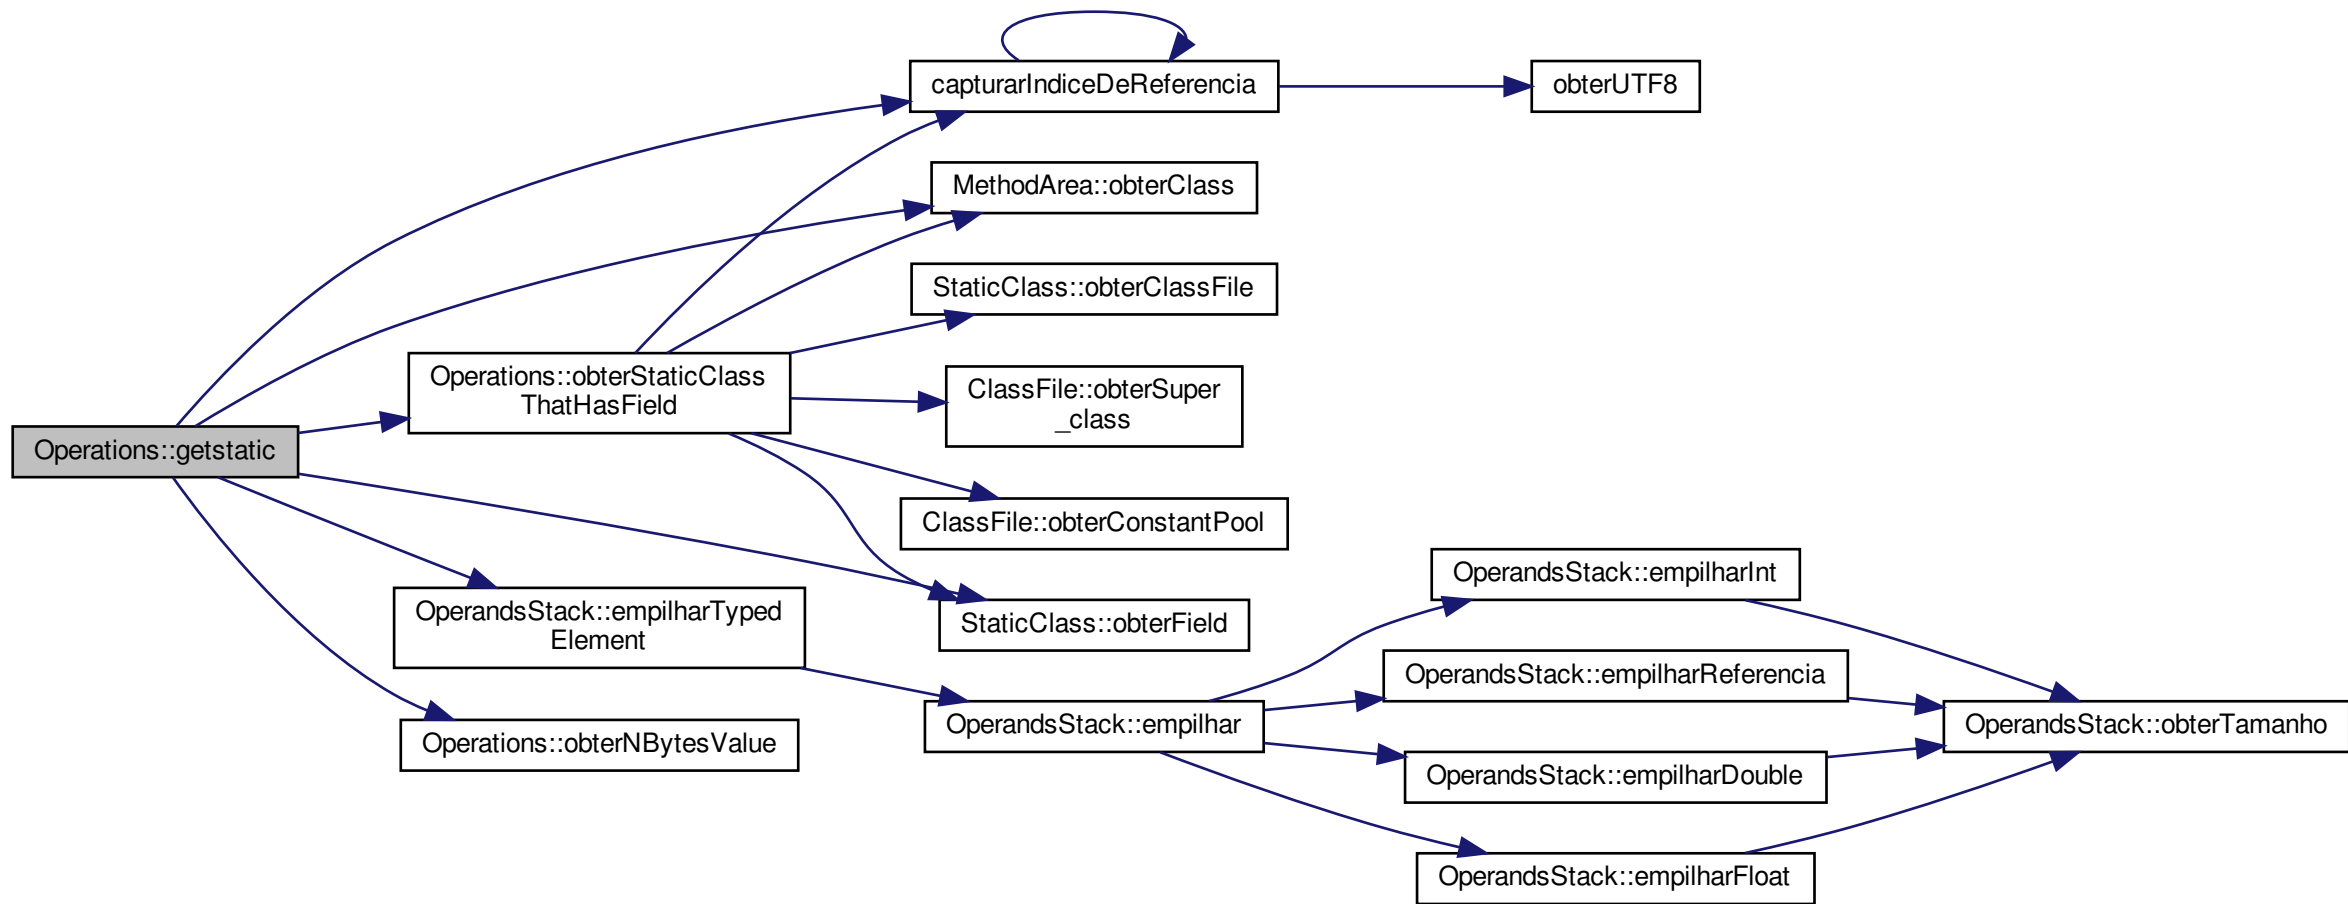 capturarIndiceDeReferencia
obterUTF8
MethodArea::obterClass
StaticClass::obterClassFile
Operations::obterStaticClass
ThatHasField
ClassFile::obterSuper
_class
Operations::getstatic
ClassFile::obterConstantPool
OperandsStack::empilharInt
OperandsStack::empilharTyped
Element
StaticClass::obterField
OperandsStack::empilharReferencia
OperandsStack::empilhar
OperandsStack::obterTamanho
Operations::obterNBytesValue
OperandsStack::empilharDouble
OperandsStack::empilharFloat